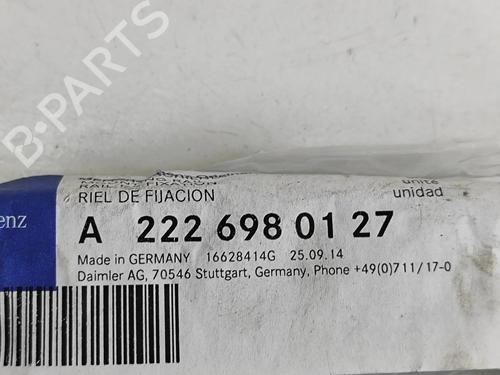 RIEL DE FIJACION
unité
unidad
enz
A 222 698 01 27
Made in GERMANY 16628414G 25.09.14
Daimler AG, 70546 Stuttgart, Germany, Phone +49(0)711/17-0